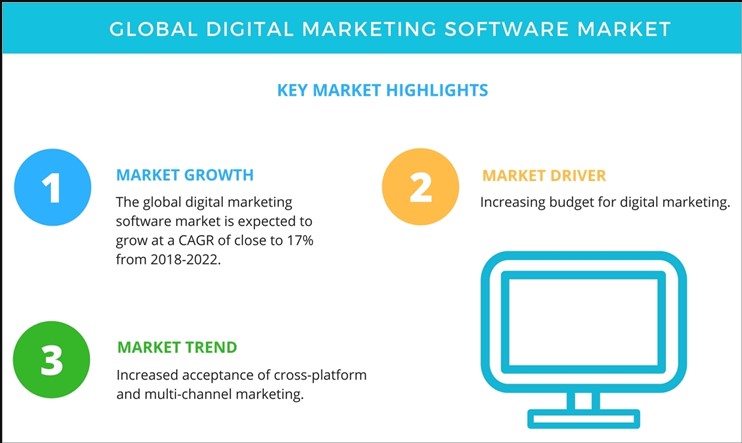 GLOBAL DIGITAL MARKETING SOFTWARE MARKET
KEY MARKET HIGHLIGHTS
1
MARKET GROWTH
The global digital marketing
software market is expected to
grow at a CAGR of close to 17%
from 2018-2022.
2
MARKET DRIVER
Increasing budget for digital marketing.
3
MARKET TREND
Increased acceptance of cross-platform
and multi-channel marketing.